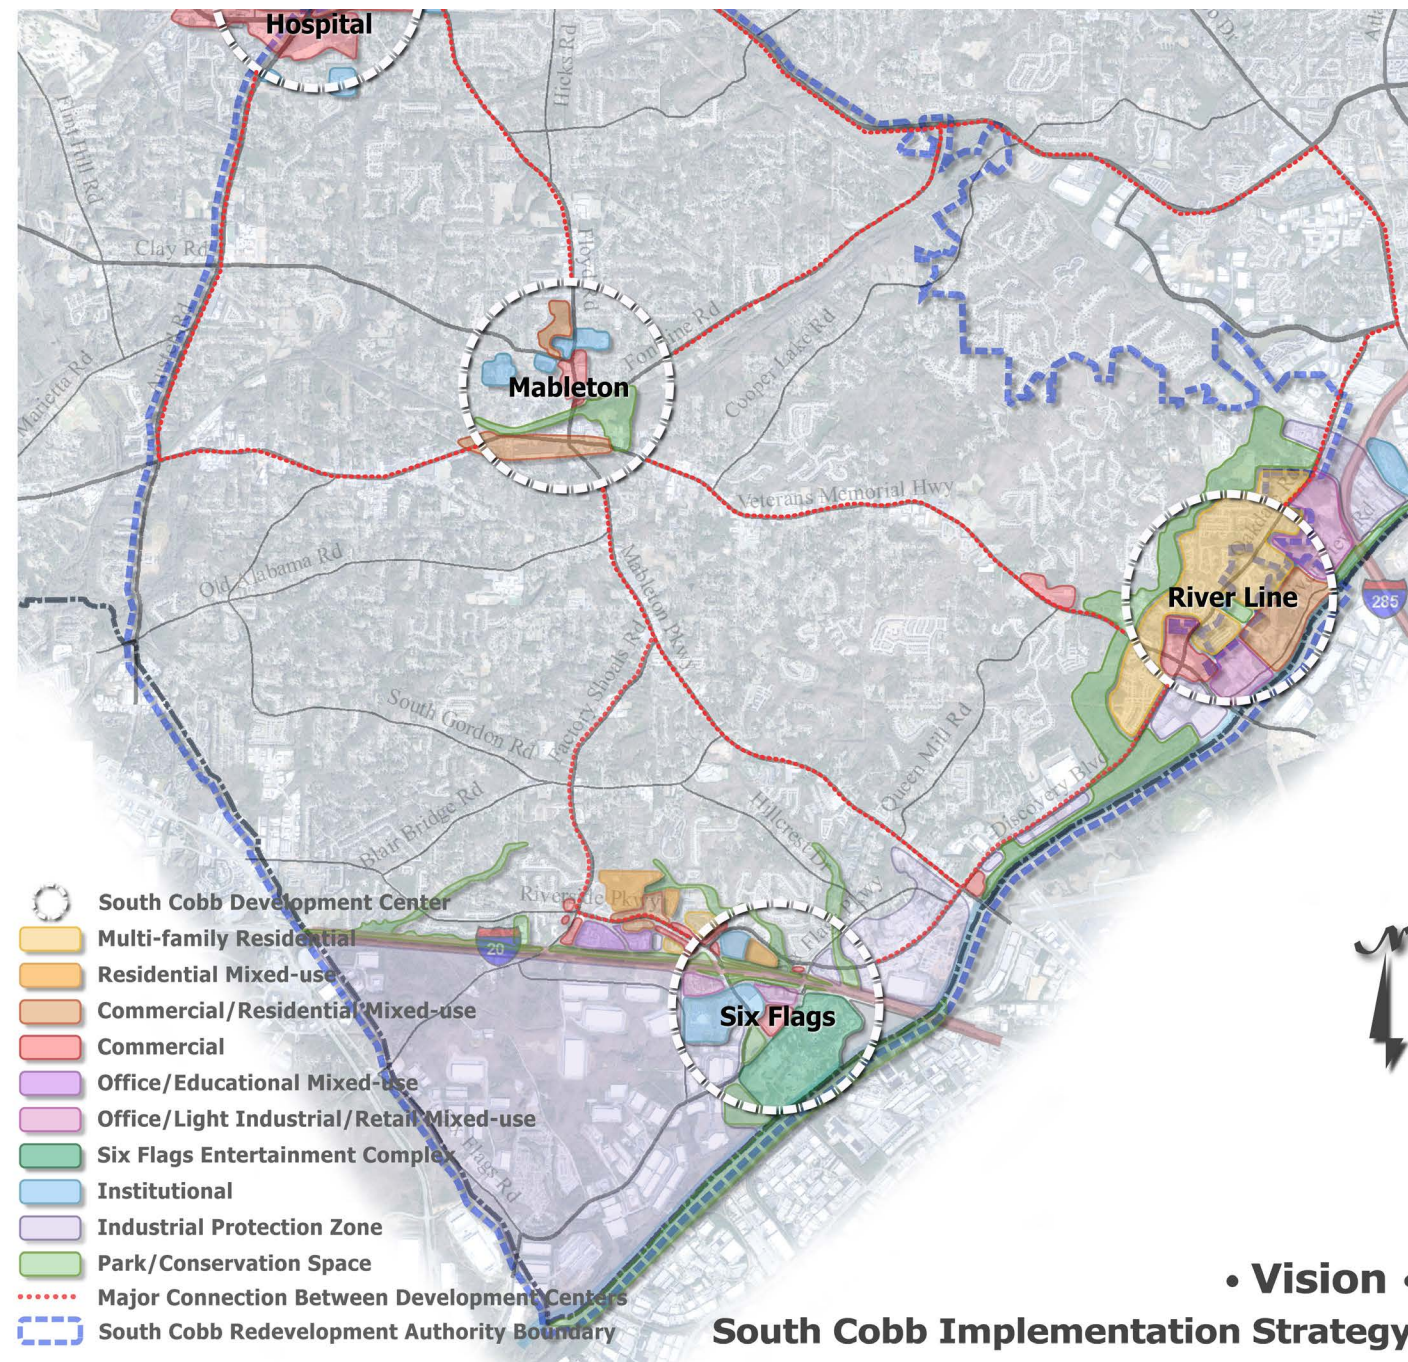 Hospital
Hicks Rd
Flint Hill Rd
Clay Rd
Floyd Rd
Austell Rd
Marietta Rd
Fontaine Rd
Cooper Lake Rd
Mableton
Veterans Memorial Hwy
Old Alabama Rd
Mableton Pkwy
River Line
285
Factory Shoals Rd
South Gordon Rd
Queen Mill Rd
Discovery Blvd
Blair Bridge Rd
Hillcrest Dr
Riverside Pkwy
20
Six Flags
South Cobb Development Center
Multi-family Residential
Residential Mixed-use
Commercial/Residential Mixed-use
Commercial
Office/Educational Mixed-use
Office/Light Industrial/Retail Mixed-use
Six Flags Entertainment Complex
Institutional
Industrial Protection Zone
Park/Conservation Space
Major Connection Between Development Centers
South Cobb Redevelopment Authority Boundary
• Vision •
South Cobb Implementation Strategy